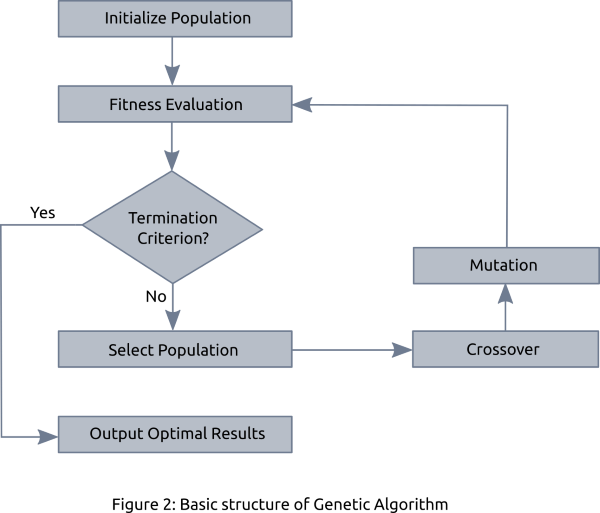 Initialize Population
Fitness Evaluation
Yes
Termination
Criterion?
No
Mutation
Select Population
Crossover
Output Optimal Results
Figure 2: Basic structure of Genetic Algorithm